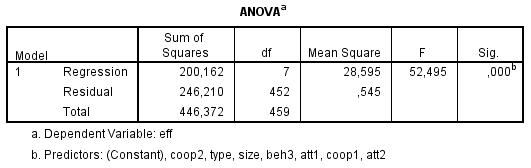 ANOVAa
Model Sum of Squares df Mean Square F Sig.
1 Regression 200,162 7 28,595 52,495 ,000b
Residual 246,210 452 ,545
Total 446,372 459
a. Dependent Variable: eff
b. Predictors: (Constant), coop2, type, size, beh3, att1, coop1, att2